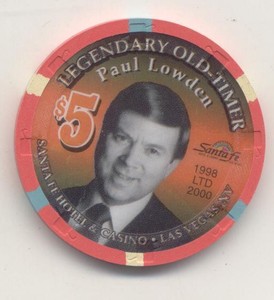 LEGENDARY OLD-TIMER
Paul Lowden
$5
Santa Fe
1998
LTD
2000
SANTA FE HOTEL & CASINO • LAS VEGAS, NV